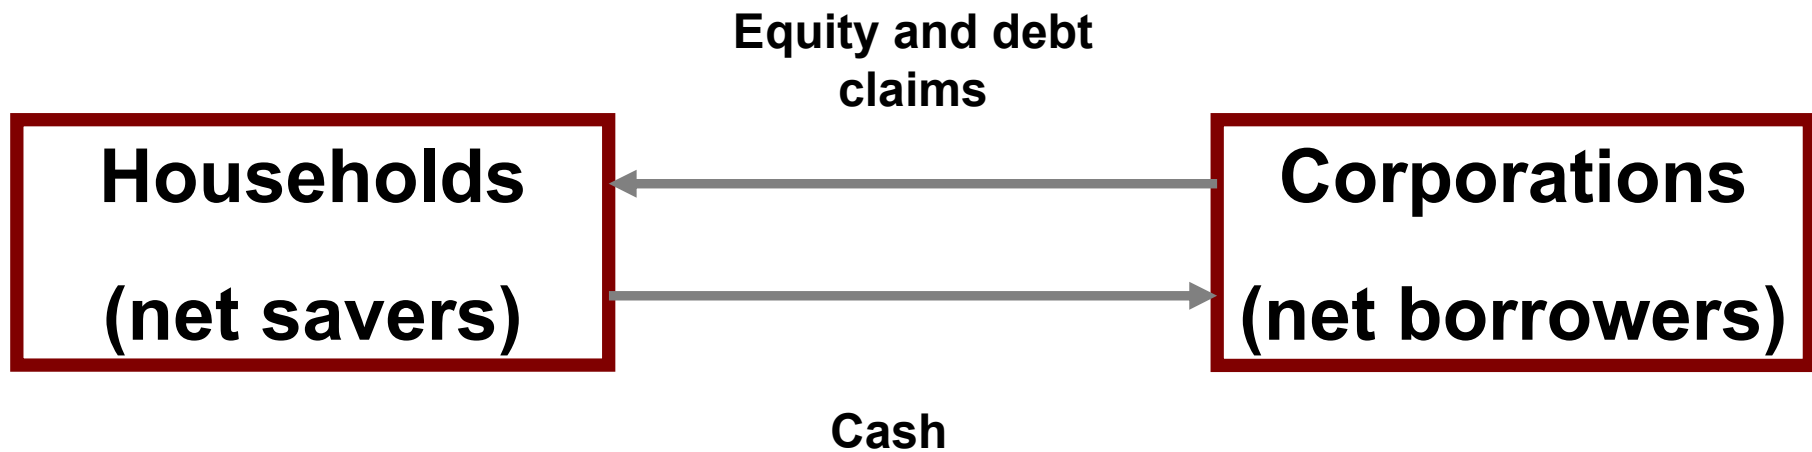 Equity and debt
claims
Households
(net savers)
Corporations
(net borrowers)
Cash